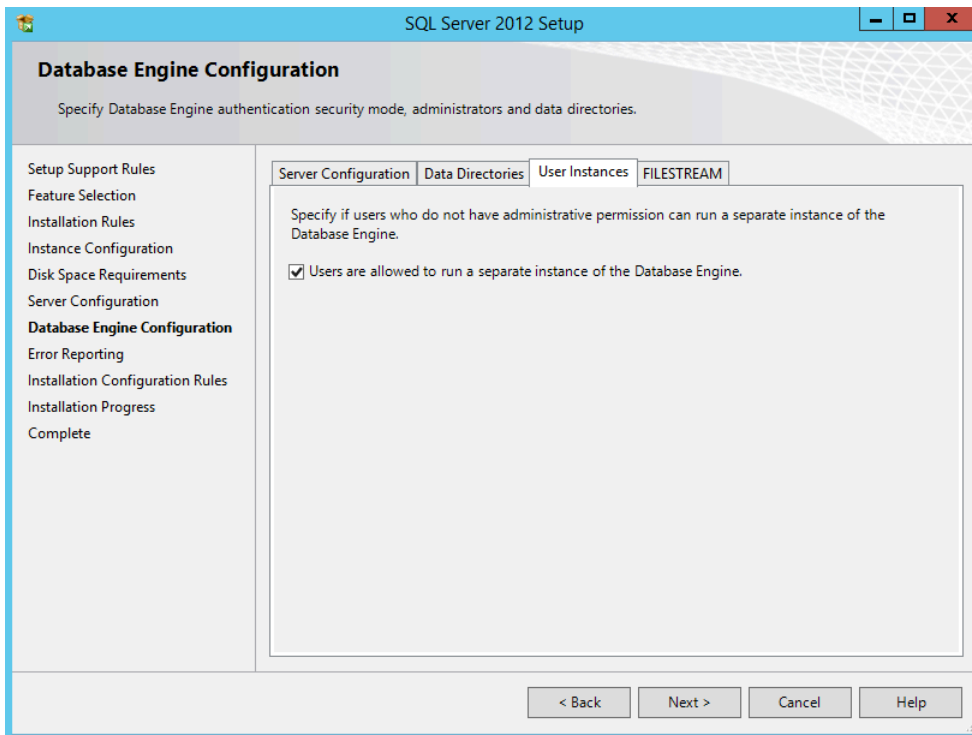 SQL Server 2012 Setup
Database Engine Configuration
Specify Database Engine authentication security mode, administrators and data directories.
Setup Support Rules
Feature Selection
Installation Rules
Instance Configuration
Disk Space Requirements
Server Configuration
Database Engine Configuration
Error Reporting
Installation Configuration Rules
Installation Progress
Complete
Server Configuration Data Directories User Instances FILESTREAM
Specify if users who do not have administrative permission can run a separate instance of the
Database Engine.
Users are allowed to run a separate instance of the Database Engine.
< Back Next > Cancel Help